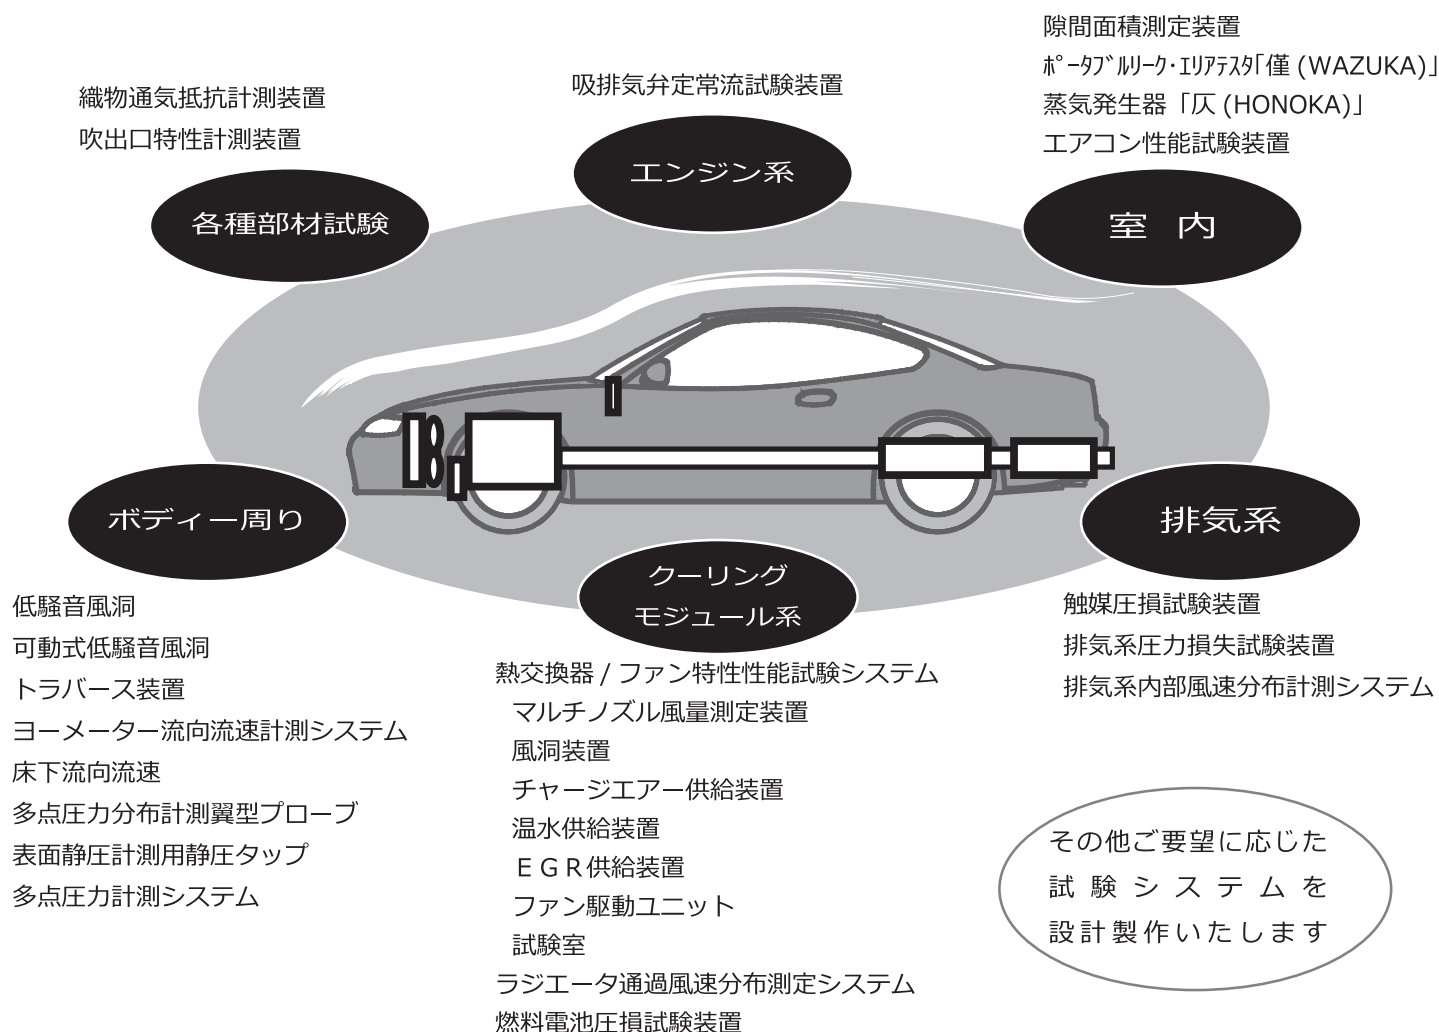 織物通気抵抗計測装置
吹出口特性計測装置
各種部材試験
吸排気弁定常流試験装置
エンジン系
隙間面積測定装置
ﾎﾟｰﾀﾌﾞﾙﾘｰｸ･ｴﾘｱﾃｽﾀ｢僅 (WAZUKA)｣
蒸気発生器「仄 (HONOKA)」
エアコン性能試験装置
室 内
ボディー周り
低騒音風洞
可動式低騒音風洞
トラバース装置
ヨーメーター流向流速計測システム
床下流向流速
多点圧力分布計測翼型プローブ
表面静圧計測用静圧タップ
多点圧力計測システム
クーリング
モジュール系
熱交換器 / ファン特性性能試験システム
マルチノズル風量測定装置
風洞装置
チャージエアー供給装置
温水供給装置
ＥＧＲ供給装置
ファン駆動ユニット
試験室
ラジエータ通過風速分布測定システム
燃料電池圧損試験装置
排気系
触媒圧損試験装置
排気系圧力損失試験装置
排気系内部風速分布計測システム
その他ご要望に応じた
試験システムを
設計製作いたします